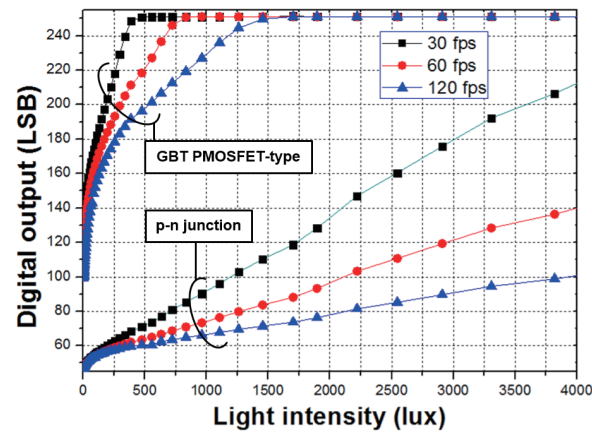 Digital output (LSB)
240
220
200
180
160
140
120
100
80
60
30 fps
60 fps
120 fps
GBT PMOSFET-type
p-n junction
0 500 1000 1500 2000 2500 3000 3500 4000
Light intensity (lux)